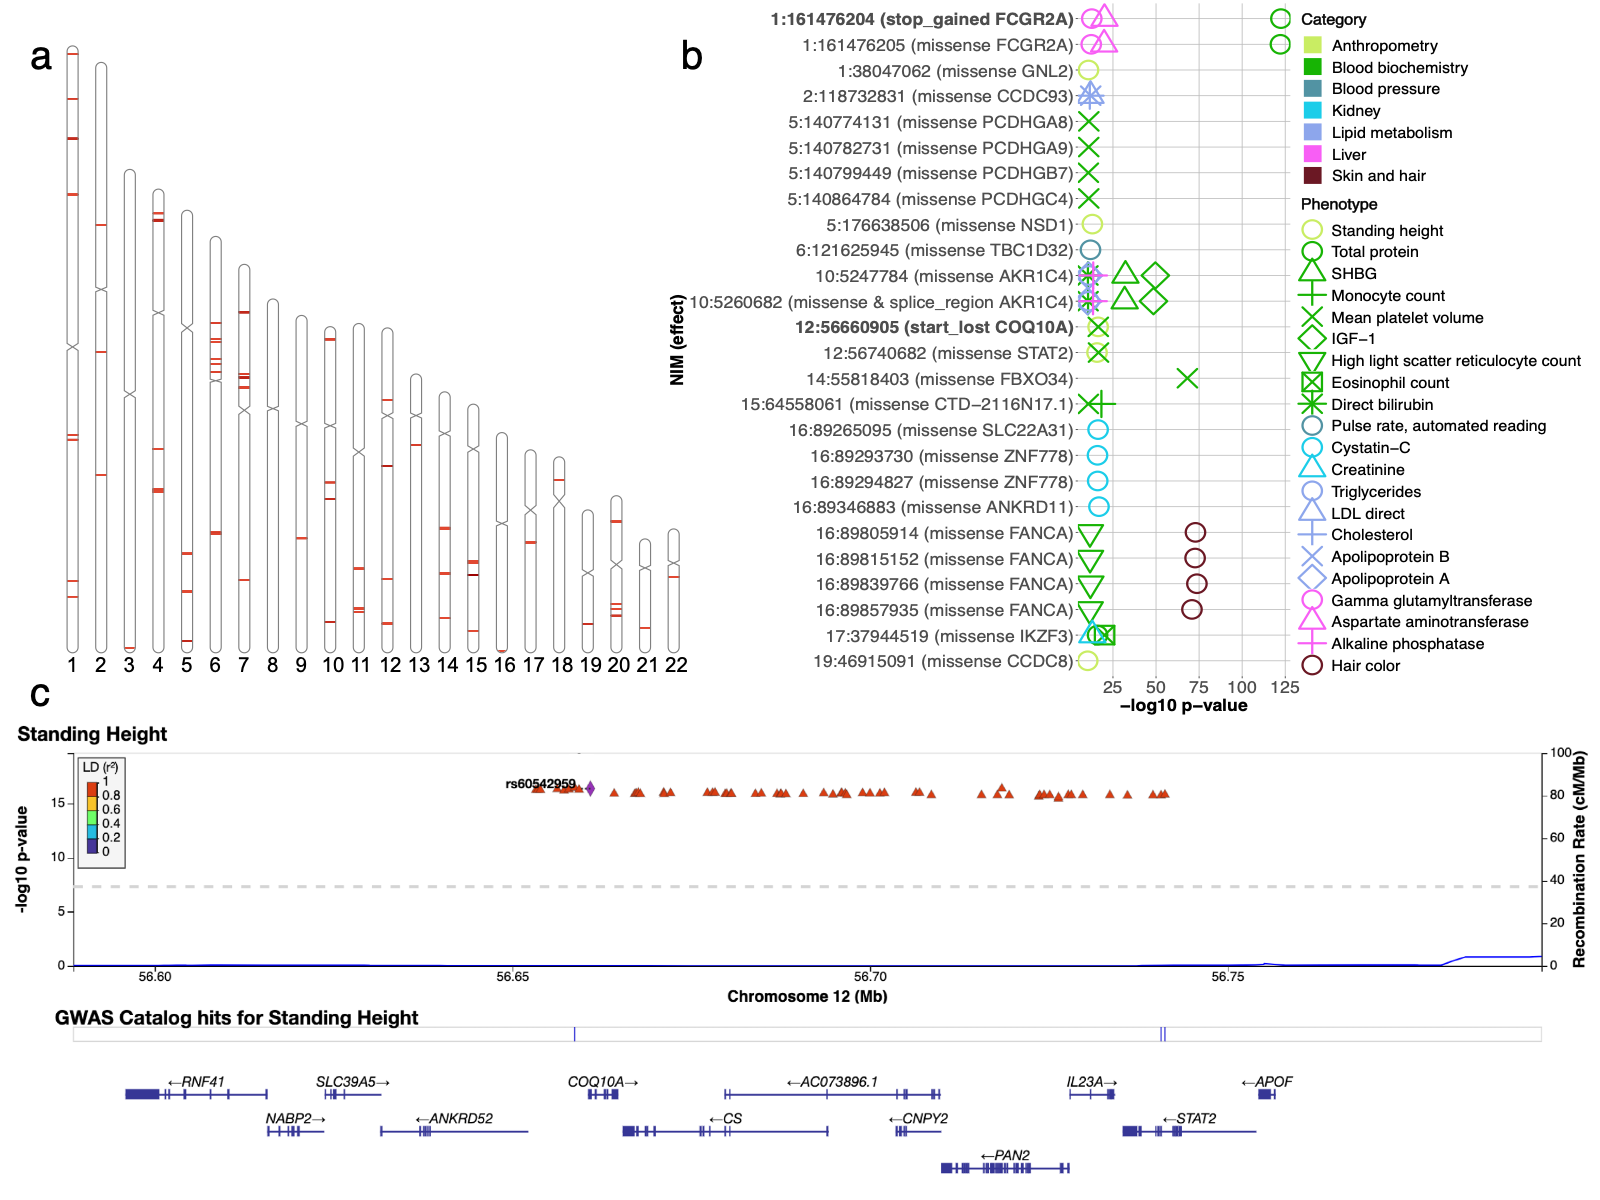 a
1 2 3 4 5 6 7 8 9 10 11 12 13 14 15 16 17 18 19 20 21 22
b
NIM (effect)
1:161476204 (stop_gained FCGR2A)
1:161476205 (missense FCGR2A)
1:38047062 (missense GNL2)
2:118732831 (missense CCDC93)
5:140774131 (missense PCDHGA8)
5:140782731 (missense PCDHGA9)
5:140799449 (missense PCDHGB7)
5:140864784 (missense PCDHGC4)
5:176638506 (missense NSD1)
6:121625945 (missense TBC1D32)
10:5247784 (missense AKR1C4)
10:5260682 (missense & splice_region AKR1C4)
12:56660905 (start_lost COQ10A)
12:56740682 (missense STAT2)
14:55818403 (missense FBXO34)
15:64558061 (missense CTD−2116N17.1)
16:89265095 (missense SLC22A31)
16:89293730 (missense ZNF778)
16:89294827 (missense ZNF778)
16:89346883 (missense ANKRD11)
16:89805914 (missense FANCA)
16:89815152 (missense FANCA)
16:89839766 (missense FANCA)
16:89857935 (missense FANCA)
17:37944519 (missense IKZF3)
19:46915091 (missense CCDC8)
25 50 75 100 125
−log10 p−value
Category
Anthropometry
Blood biochemistry
Blood pressure
Kidney
Lipid metabolism
Liver
Skin and hair
Phenotype
Standing height
Total protein
SHBG
Monocyte count
Mean platelet volume
IGF−1
High light scatter reticulocyte count
Eosinophil count
Direct bilirubin
Pulse rate, automated reading
Cystatin−C
Creatinine
Triglycerides
LDL direct
Cholesterol
Apolipoprotein B
Apolipoprotein A
Gamma glutamyltransferase
Aspartate aminotransferase
Alkaline phosphatase
Hair color
c
Standing Height
LD (r²)
1
0.8
0.6
0.4
0.2
0
rs60542959
-log10 p-value
15
10
5
0
100
80
60
40
20
0
Recombination Rate (cM/Mb)
56.60 56.65 56.70 56.75
Chromosome 12 (Mb)
GWAS Catalog hits for Standing Height
←RNF41 SLC39A5→ COQ10A→ ←AC073896.1 IL23A→ ←APOF
NABP2→ ←ANKRD52 ←CS ←CNPY2 ←STAT2
←PAN2